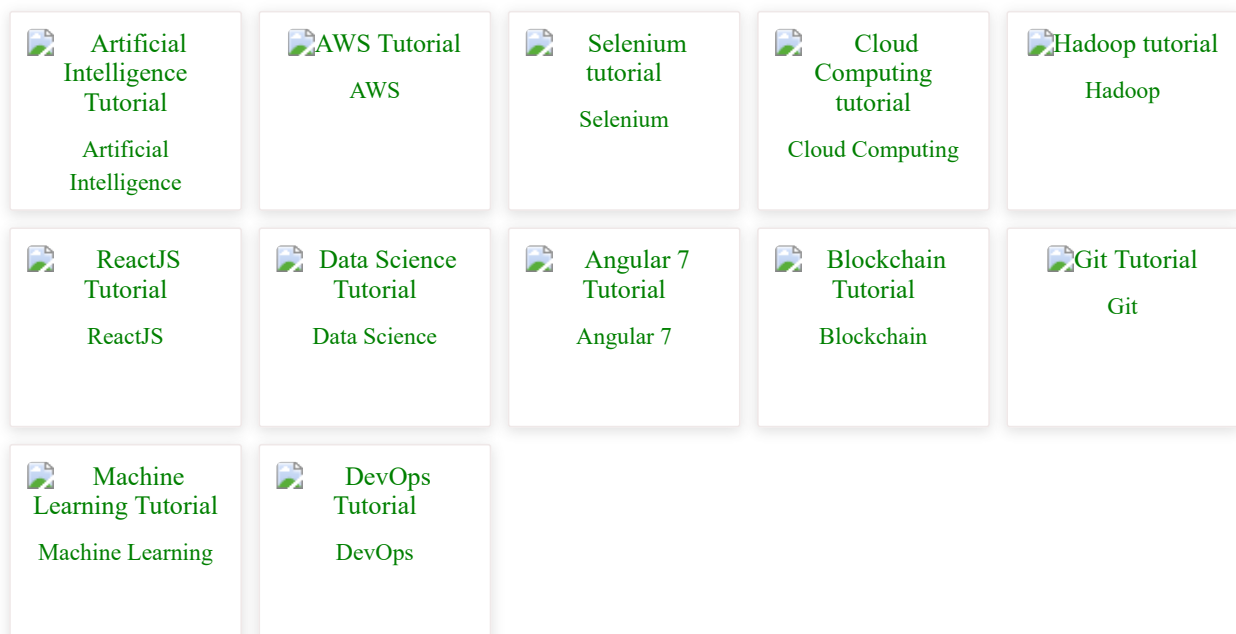 Artificial
Intelligence
Tutorial
Artificial
Intelligence
AWS Tutorial
AWS
Selenium
tutorial
Selenium
Cloud
Computing
tutorial
Cloud Computing
Hadoop tutorial
Hadoop
ReactJS
Tutorial
ReactJS
Data Science
Tutorial
Data Science
Angular 7
Tutorial
Angular 7
Blockchain
Tutorial
Blockchain
Git Tutorial
Git
Machine
Learning Tutorial
Machine Learning
DevOps
Tutorial
DevOps